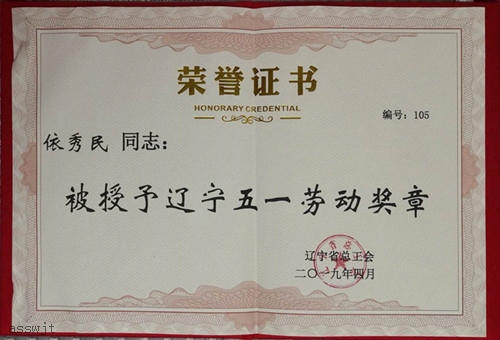 荣誉证书
HONORARY CREDENTIAL
编号：105
依秀民 同志：
被授予辽宁五一劳动奖章
辽宁省总工会
二〇一九年四月
asswit